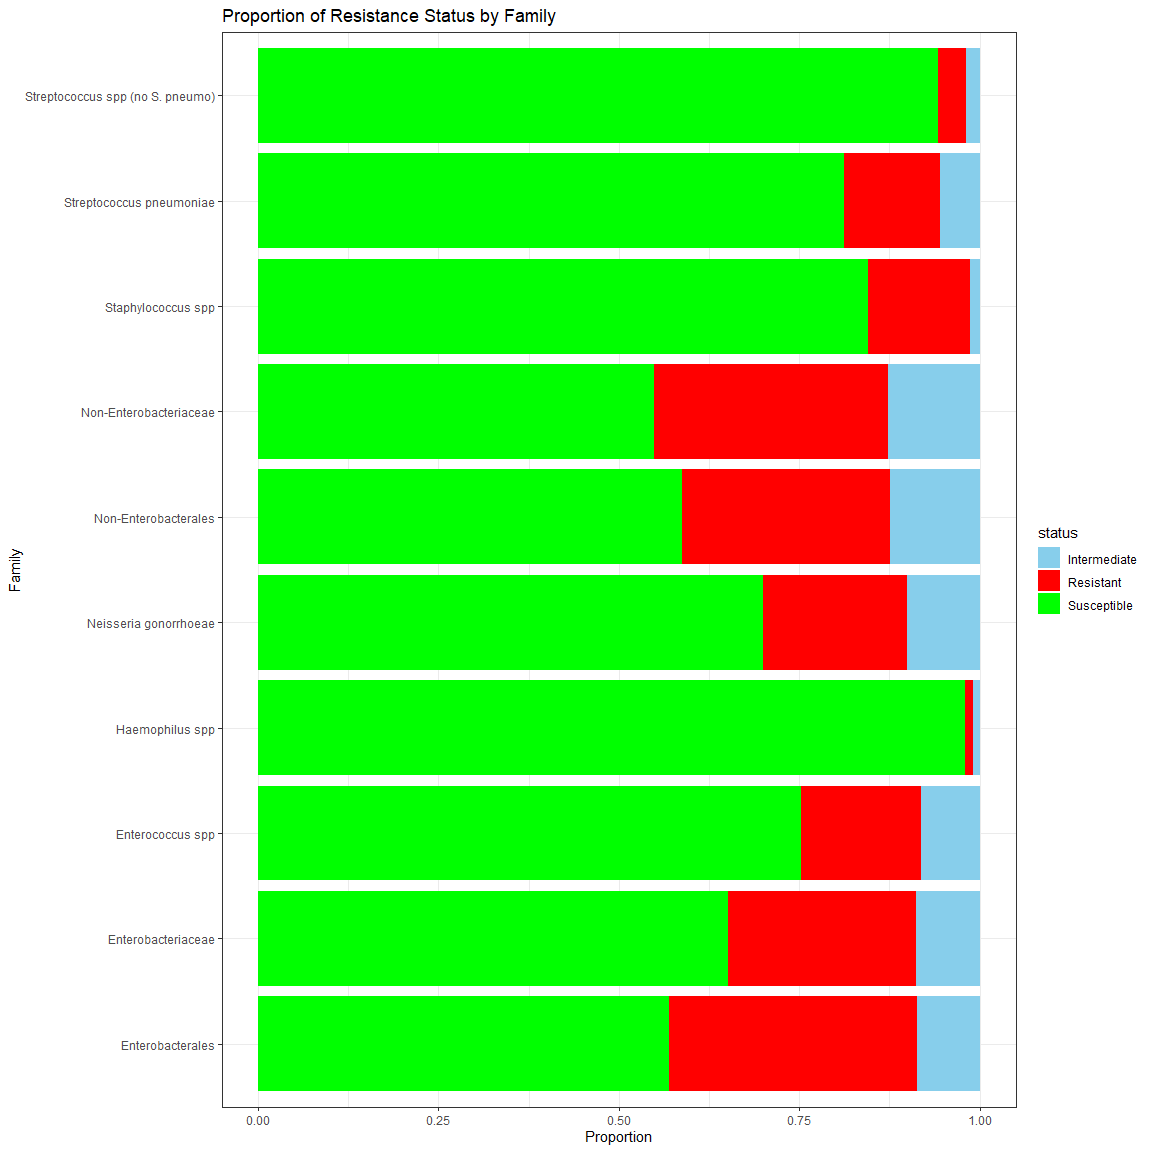 Proportion of Resistance Status by Family
Streptococcus spp (no S. pneumo)
Streptococcus pneumoniae
Staphylococcus spp
Non-Enterobacteriaceae
Non-Enterobacterales
Neisseria gonorrhoeae
Haemophilus spp
Enterococcus spp
Enterobacteriaceae
Enterobacterales
Family
0.00 0.25 0.50 0.75 1.00
Proportion
status
Intermediate
Resistant
Susceptible